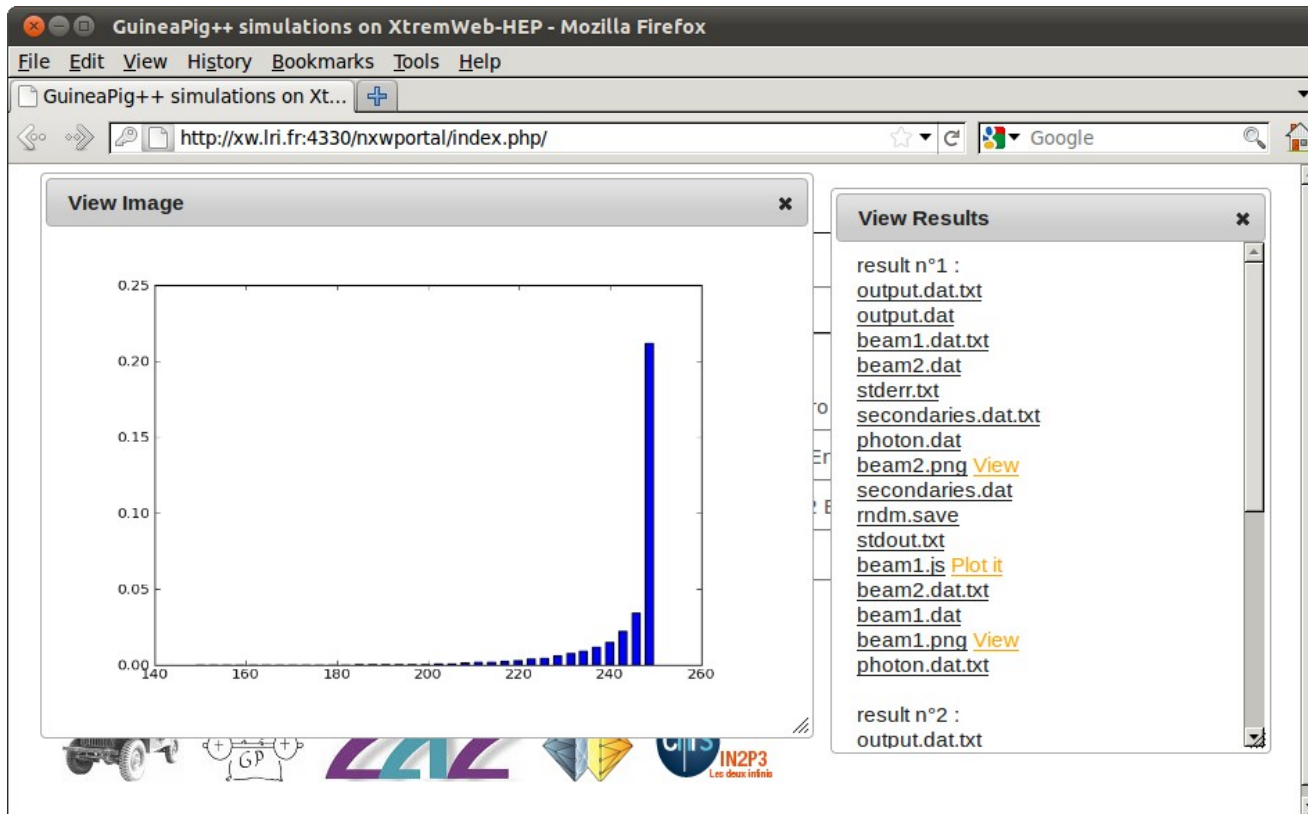 GuineaPig++ simulations on XtremWeb-HEP - Mozilla Firefox
File Edit View History Bookmarks Tools Help
GuineaPig++ simulations on Xt...
http://xw.lri.fr:4330/nxwportal/index.php/
Google
View Image
0.25
0.20
0.15
0.10
0.05
0.00
140 160 180 200 220 240 260
View Results
result n°1 :
output.dat.txt
output.dat
beam1.dat.txt
beam2.dat
stderr.txt
secondaries.dat.txt
photon.dat
beam2.png View
secondaries.dat
rndm.save
stdout.txt
beam1.js Plot it
beam2.dat.txt
beam1.dat
beam1.png View
photon.dat.txt
result n°2 :
output.dat.txt
GP
IN2P3
Les deux infinis